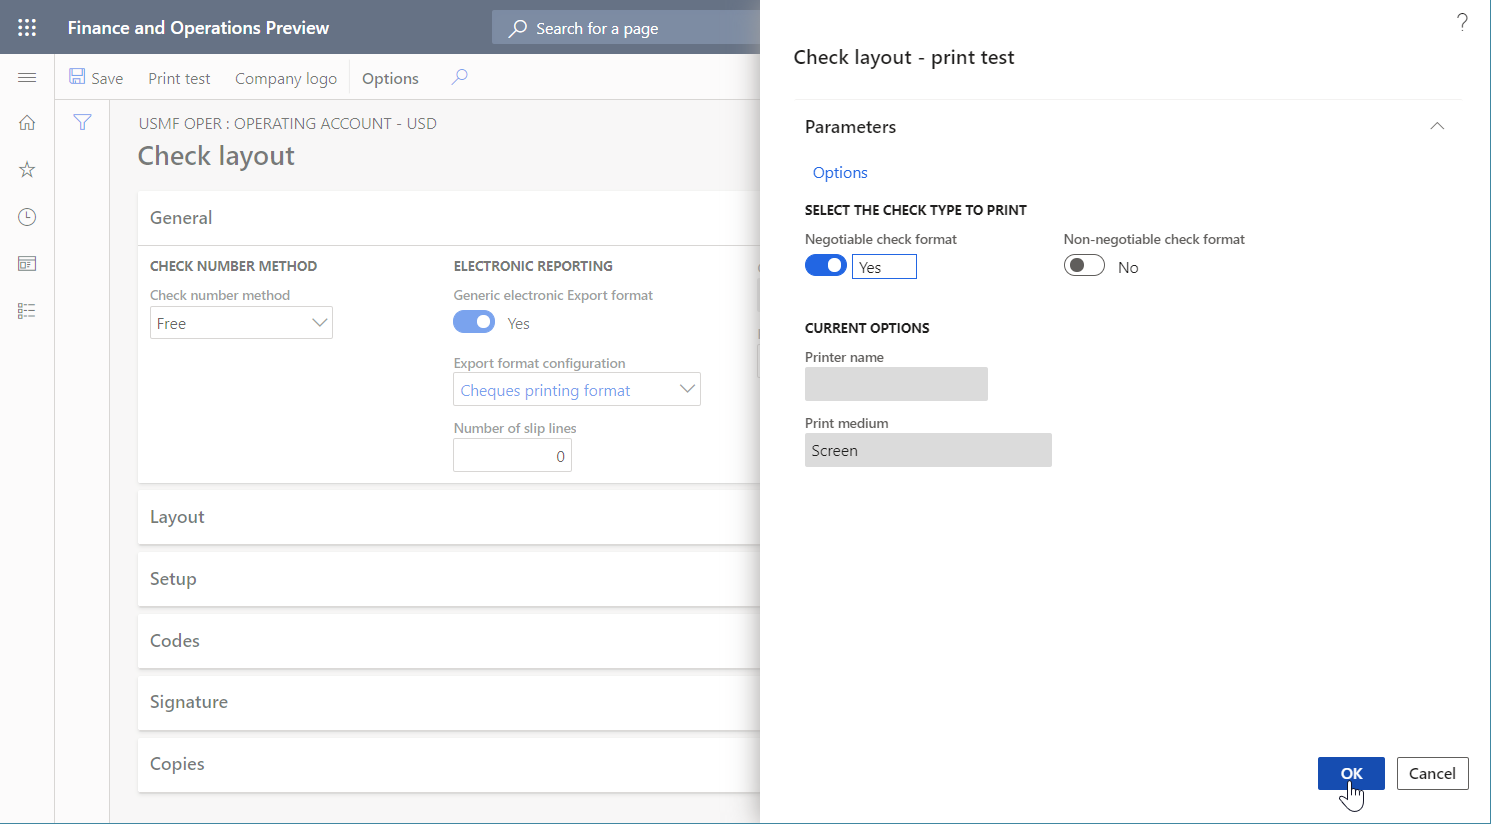 Finance and Operations Preview
Search for a page
Save
Print test
Company logo
Options
USMF OPER : OPERATING ACCOUNT - USD
Check layout
General
CHECK NUMBER METHOD
Check number method
Free
ELECTRONIC REPORTING
Generic electronic Export format
Yes
Export format configuration
Cheques printing format
Number of slip lines
0
Layout
Setup
Codes
Signature
Copies
?
Check layout - print test
Parameters
Options
SELECT THE CHECK TYPE TO PRINT
Negotiable check format
Yes
Non-negotiable check format
No
CURRENT OPTIONS
Printer name
Print medium
Screen
OK
Cancel